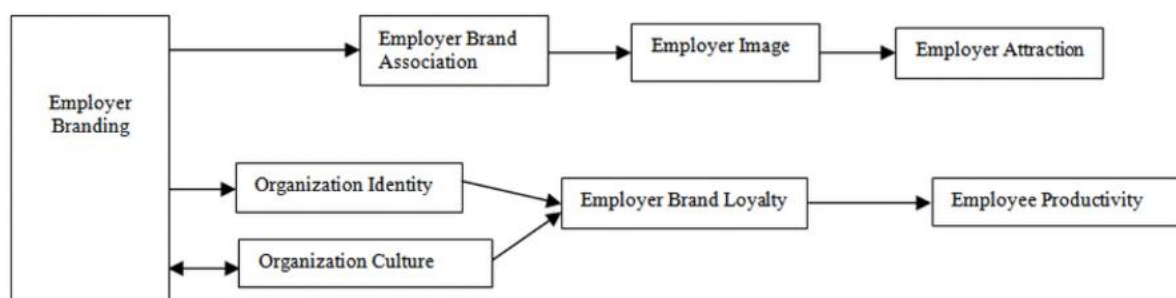 Employer Brand
Association
Employer Image
Employer Attraction
Employer
Branding
Organization Identity
Employer Brand Loyalty
Employee Productivity
Organization Culture